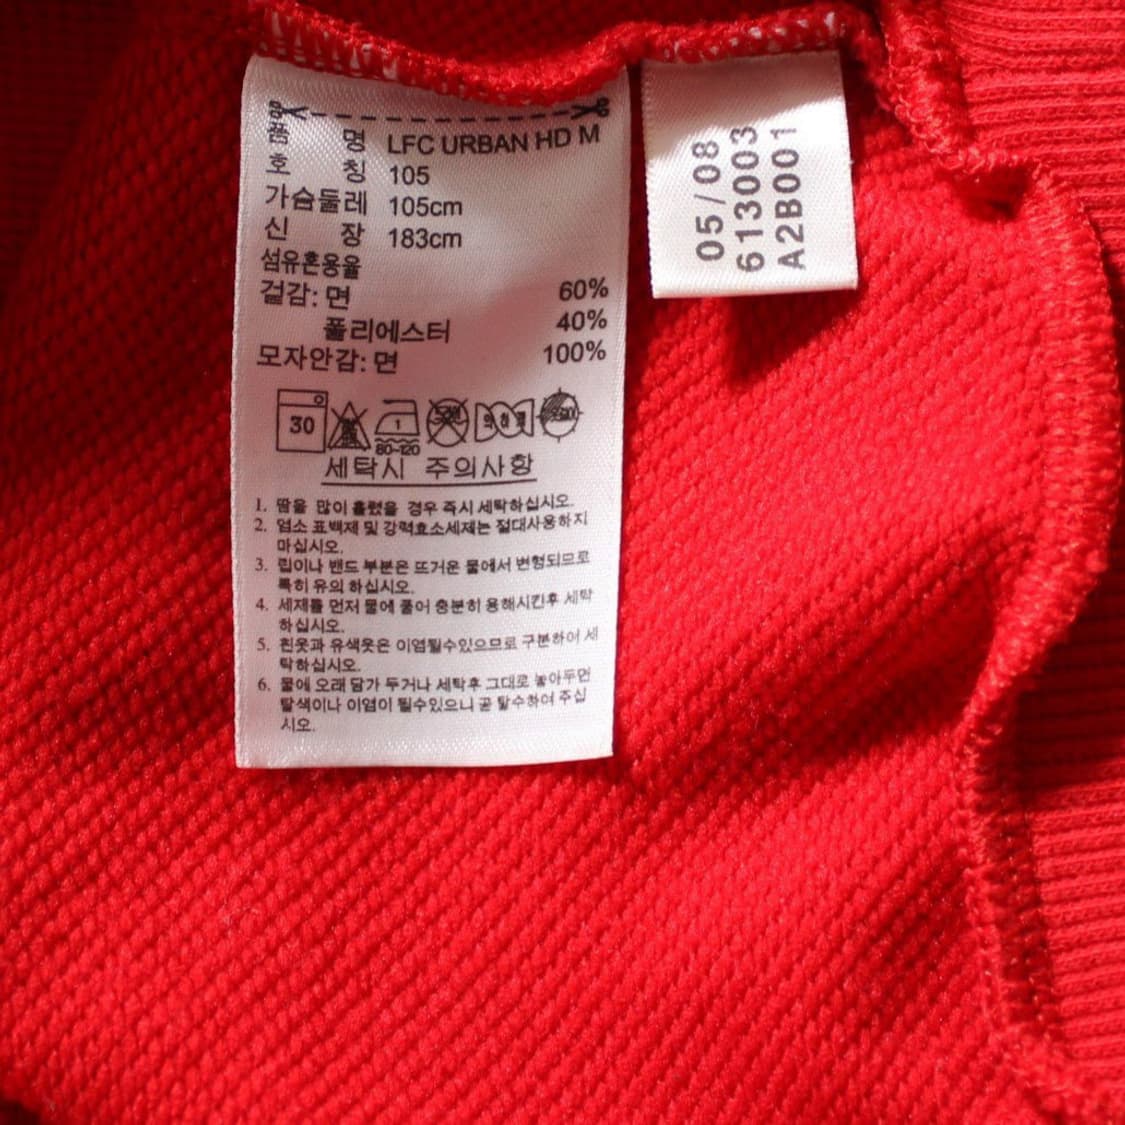 품 명 LFC URBAN HD M
호 칭 105
가슴둘레 105cm
신 장 183cm
섬유혼용율
겉감: 면 60%
폴리에스터 40%
모자안감: 면 100%
30
1
80~120
세탁시 주의사항
1. 땀을 많이 흘렸을 경우 즉시 세탁하십시오.
2. 염소 표백제 및 강력효소세제는 절대사용하지
마십시오.
3. 립이나 밴드 부분은 뜨거운 물에서 변형되므로
특히 유의 하십시오.
4. 세제를 먼저 물에 풀어 충분히 용해시킨후 세탁
하십시오.
5. 흰옷과 유색옷은 이염될수있으므로 구분하여 세
탁하십시오.
6. 물에 오래 담가 두거나 세탁후 그대로 놓아두면
탈색이나 이염이 될수있으니 곧 탈수하여 주십
시오.
05/08
613003
A2B001